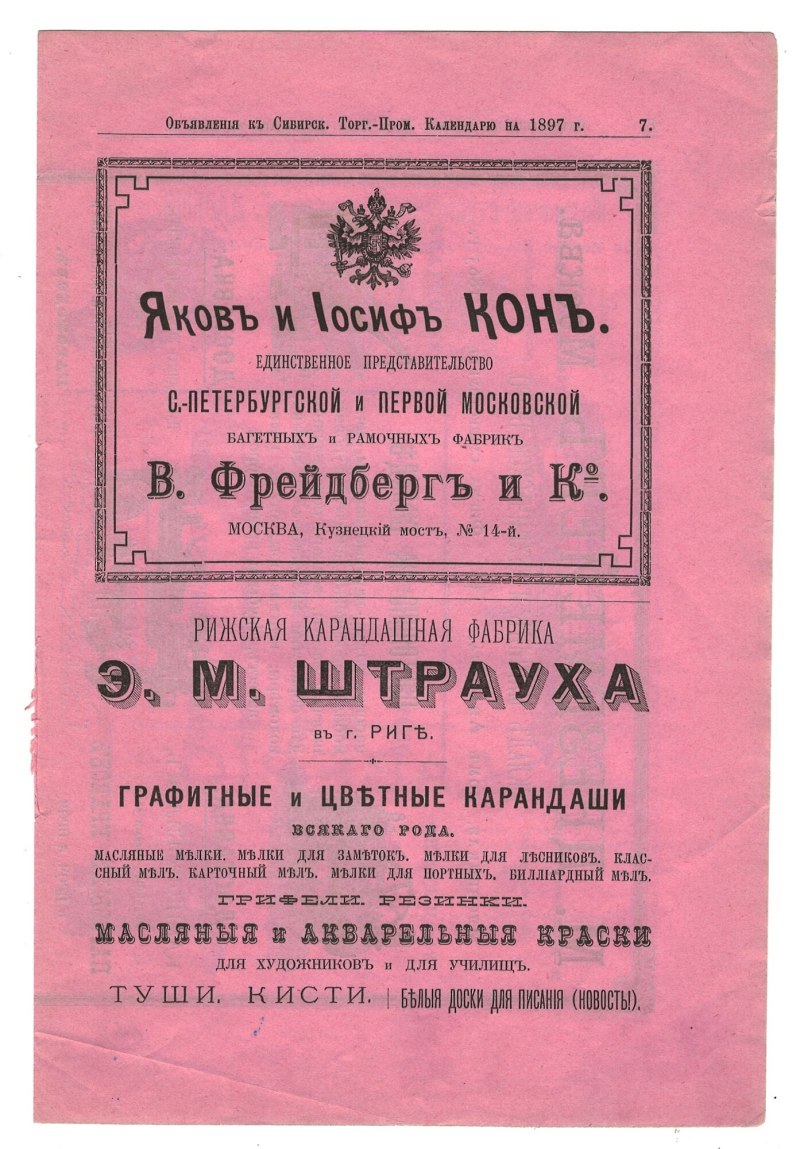 Объявленія къ Сибирск. Торг.-Пром. Календарю на 1897 г. 7.
Яковъ и Іосифъ КОНЪ.
ЕДИНСТВЕННОЕ ПРЕДСТАВИТЕЛЬСТВО
С.-ПЕТЕРБУРГСКОЙ и ПЕРВОЙ МОСКОВСКОЙ
БАГЕТНЫХЪ и РАМОЧНЫХЪ ФАБРИКЪ
В. Фрейдбергъ и Ко.
МОСКВА, Кузнецкій мостъ, № 14-й.
РИЖСКАЯ КАРАНДАШНАЯ ФАБРИКА
Э. М. ШТРАУХА
въ г. РИГѢ.
ГРАФИТНЫЕ и ЦВѢТНЫЕ КАРАНДАШИ
ВСЯКАГО РОДА.
МАСЛЯНЫЕ МѢЛКИ. МѢЛКИ ДЛЯ ЗАМѢТОКЪ. МѢЛКИ ДЛЯ ЛѢСНИКОВЪ. КЛАС-
СНЫЙ МѢЛЪ. КАРТОЧНЫЙ МѢЛЪ. МѢЛКИ ДЛЯ ПОРТНЫХЪ. БИЛЛІАРДНЫЙ МѢЛЪ.
ГРИФЕЛИ. РЕЗИНКИ.
МАСЛЯНЫЯ и АКВАРЕЛЬНЫЯ КРАСКИ
ДЛЯ ХУДОЖНИКОВЪ и ДЛЯ УЧИЛИЩЪ.
ТУШИ. КИСТИ. | БѢЛЫЯ ДОСКИ ДЛЯ ПИСАНІЯ (НОВОСТЬ).